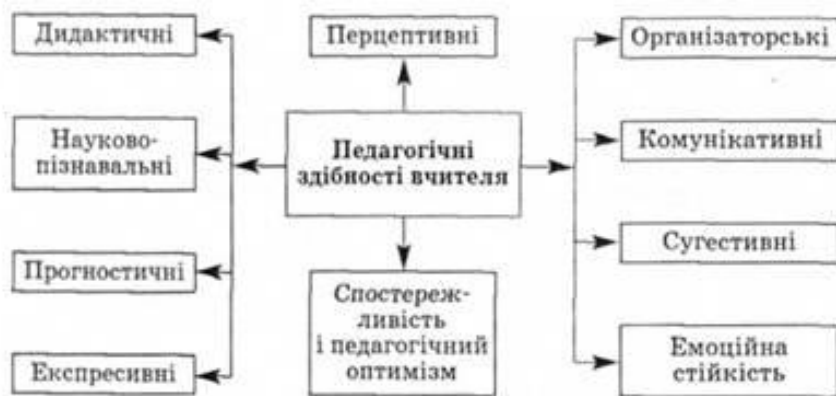 Дидактичні
Перцептивні
Організаторські
Науково-
пізнавальні
Педагогічні
здібності вчителя
Комунікативні
Прогностичні
Сугестивні
Спостереж-
ливість
і педагогічний
оптимізм
Експресивні
Емоційна
стійкість